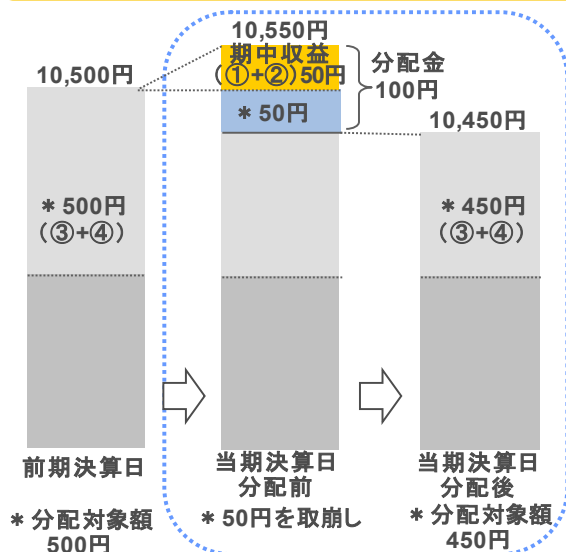 10,550円
期中収益
(①+②)50円
分配金
100円
10,500円
＊50円
10,450円
＊500円
(③+④)
＊450円
(③+④)
前期決算日
当期決算日
分配前
当期決算日
分配後
＊分配対象額
500円
＊50円を取崩し
＊分配対象額
450円